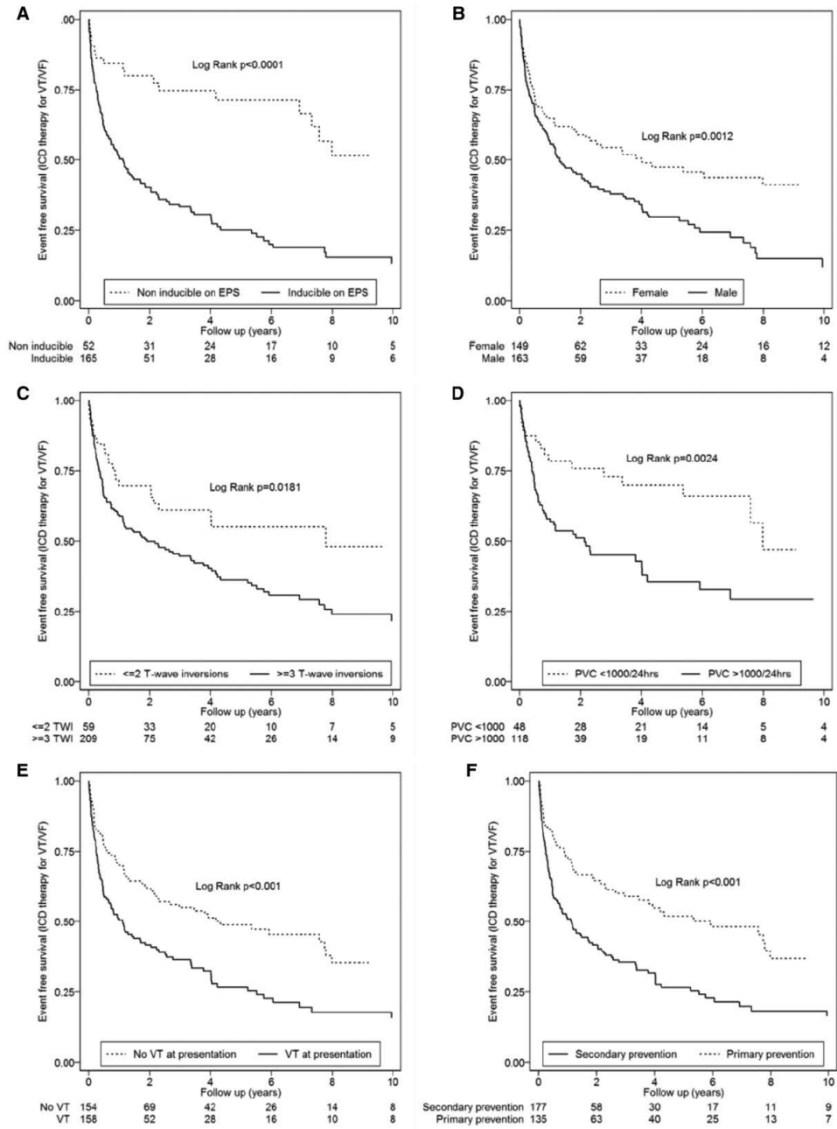 A
Event free survival (ICD therapy for VT/VF)
.00
0.75
0.50
0.25
0.00
Log Rank p<0.0001
Non inducible on EPS Inducible on EPS
0 2 4 6 8 10
Follow up (years)
Non inducible 52 31 24 17 10 5
Inducible 165 51 28 16 9 6
B
Event free survival (ICD therapy for VT/VF)
.00
0.75
0.50
0.25
0.00
Log Rank p=0.0012
Female Male
0 2 4 6 8 10
Follow up (years)
Female 149 62 33 24 16 12
Male 163 59 37 18 8 4
C
Event free survival (ICD therapy for VT/VF)
1.00
0.75
0.50
0.25
0.00
Log Rank p=0.0181
<=2 T-wave inversions >=3 T-wave inversions
0 2 4 6 8 10
Follow up (years)
<=2 TWI 59 33 20 10 7 5
>=3 TWI 209 75 42 26 14 9
D
Event free survival (ICD therapy for VT/VF)
1.00
0.75
0.50
0.25
0.00
Log Rank p=0.0024
PVC <1000/24hrs PVC >1000/24hrs
0 2 4 6 8 10
Follow up (years)
PVC <1000 48 28 21 14 5 4
PVC >1000 118 39 19 11 8 4
E
Event free survival (ICD therapy for VT/VF)
1.00
0.75
0.50
0.25
0.00
Log Rank p<0.001
No VT at presentation VT at presentation
0 2 4 6 8 10
Follow up (years)
No VT 154 69 42 26 14 8
VT 158 52 28 16 10 8
F
Event free survival (ICD therapy for VT/VF)
1.00
0.75
0.50
0.25
0.00
Log Rank p<0.001
Secondary prevention Primary prevention
0 2 4 6 8 10
Follow up (years)
Secondary prevention 177 58 30 17 11 9
Primary prevention 135 63 40 25 13 7